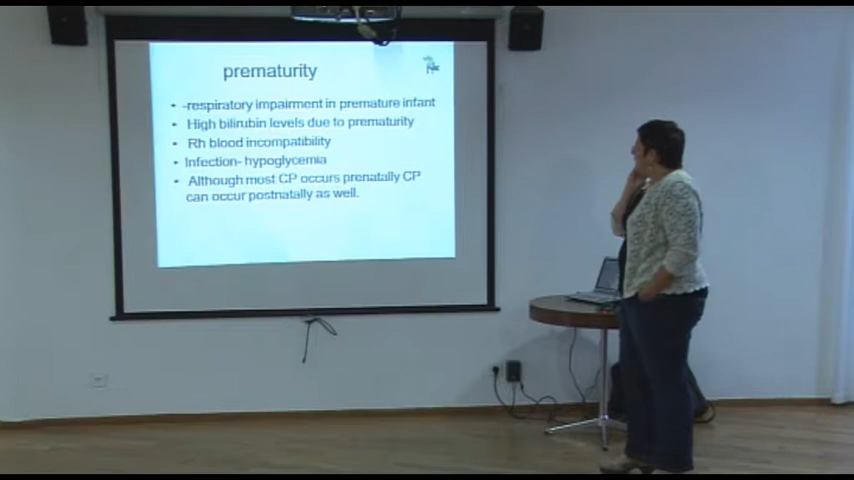 prematurity
• -respiratory impairment in premature infant
• High bilirubin levels due to prematurity
• Rh blood incompatibility
• Infection- hypoglycemia
• Although most CP occurs prenatally CP
can occur postnatally as well.